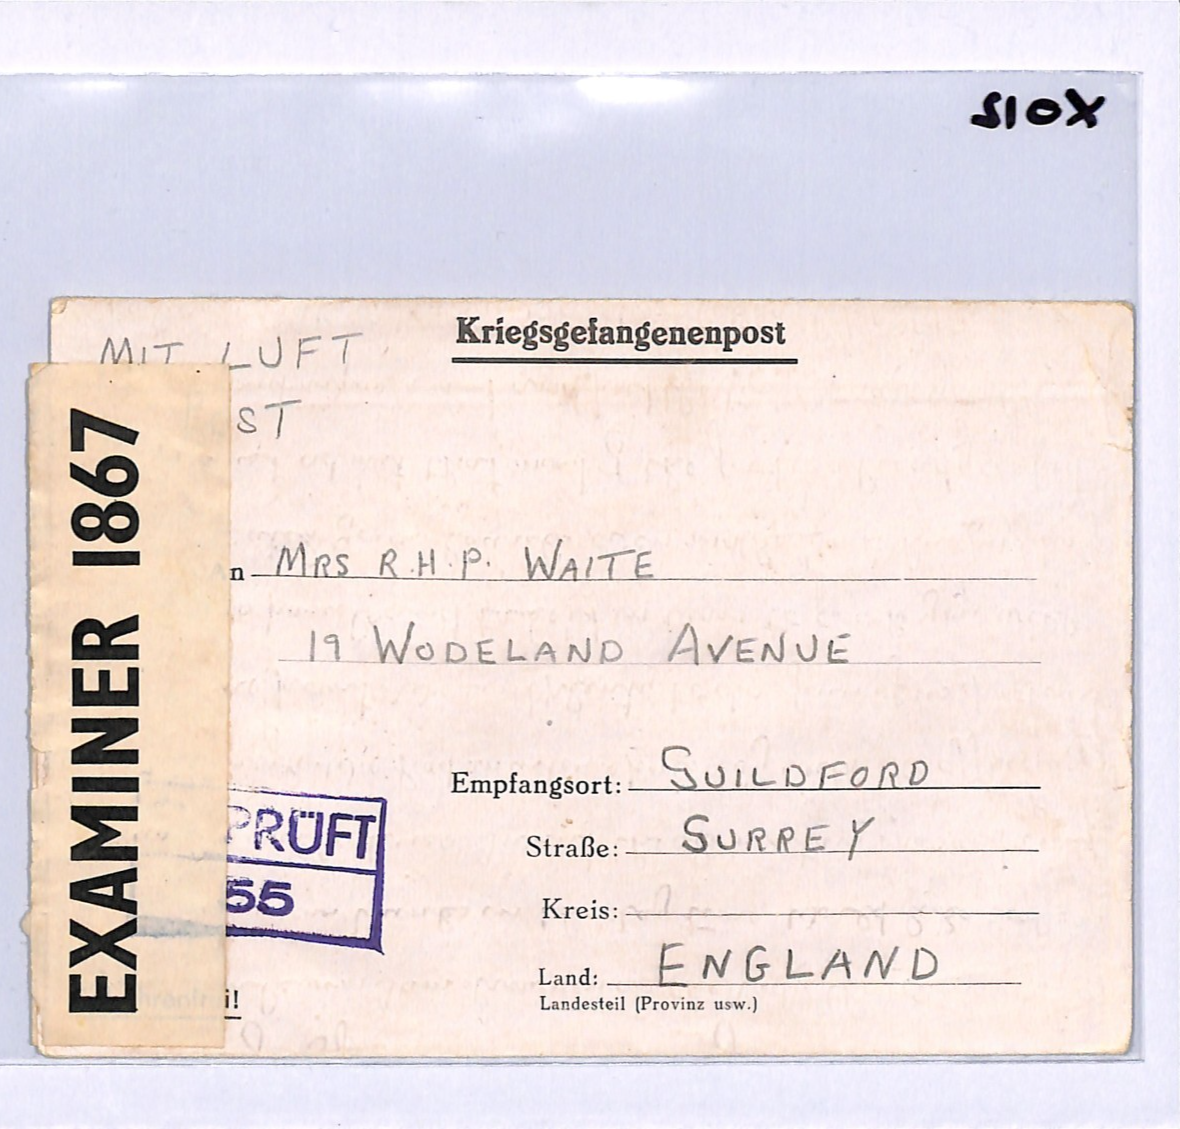 S10X
Kriegsgefangenenpost
MIT LUFT
ST
n MRS R.H.P. WAITE
19 WODELAND AVENUE
Empfangsort: GUILDFORD
Straße: SURREY
Kreis:
Land: ENGLAND
Landesteil (Provinz usw.)
PRÜFT
55
i!
EXAMINER 1867